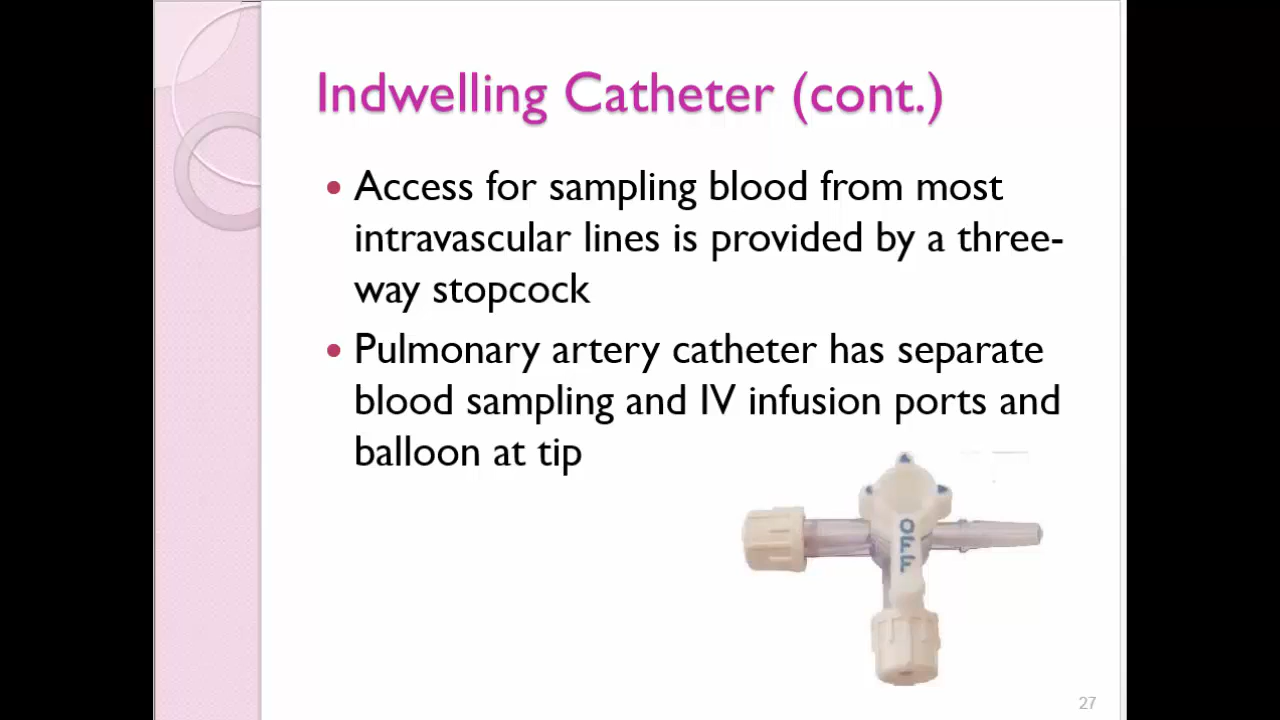 Indwelling Catheter (cont.)
• Access for sampling blood from most
intravascular lines is provided by a three-
way stopcock
• Pulmonary artery catheter has separate
blood sampling and IV infusion ports and
balloon at tip
OFF
27